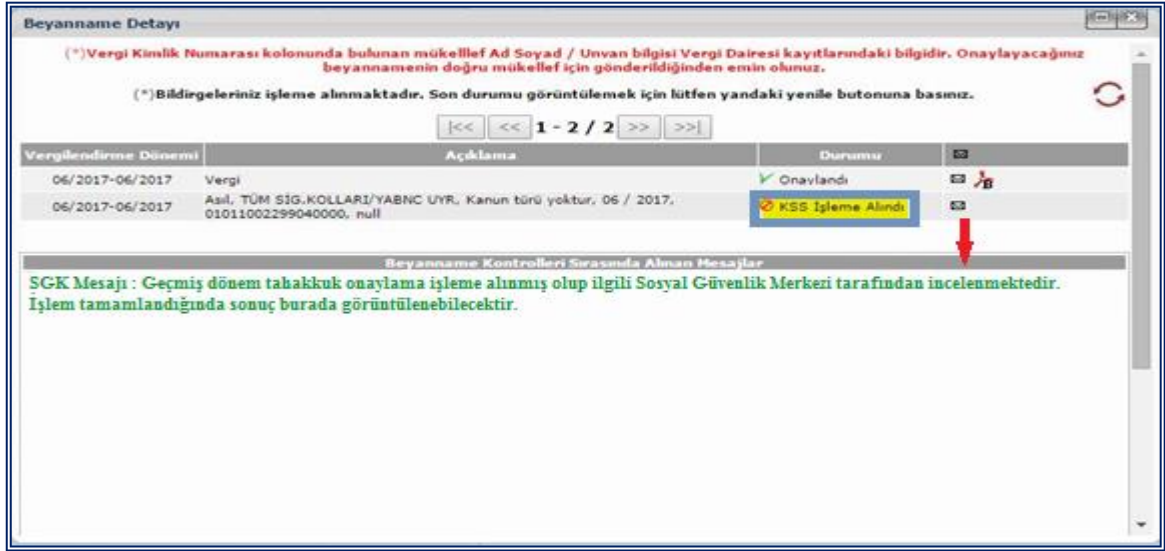 Beyanname Detayı
(*)Vergi Kimlik Numarası kolonunda bulunan mükelllef Ad Soyad / Unvan bilgisi Vergi Dairesi kayıtlarındaki bilgidir. Onaylayacağınız
beyannamenin doğru mükellef için gönderildiğinden emin olunuz.
(*)Bildirgeleriniz işleme alınmaktadır. Son durumu görüntülemek için lütfen yandaki yenile butonuna basınız.
|<< << 1 - 2 / 2 >> >>|
Vergilendirme Dönemi Açıklama Durumu
06/2017-06/2017 Vergi Onaylandı
06/2017-06/2017 Asıl, TÜM SİG.KOLLARI/YABNC UYR, Kanun türü yoktur, 06 / 2017, KSS İşleme Alındı
01011002299040000, null
Beyanname Kontrolleri Sırasında Alınan Mesajlar
SGK Mesajı : Geçmiş dönem tahakkuk onaylama işleme alınmış olup ilgili Sosyal Güvenlik Merkezi tarafından incelenmektedir.
İşlem tamamlandığında sonuç burada görüntülenebilecektir.